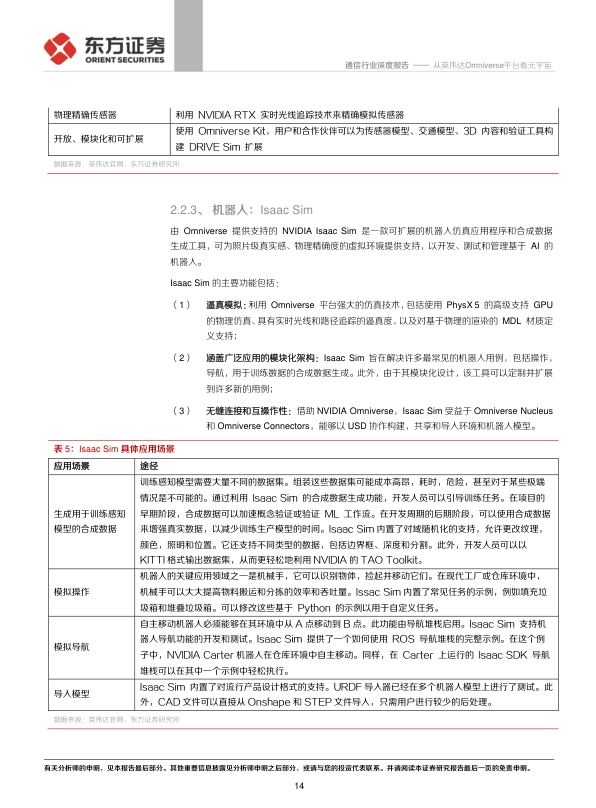 东方证券
ORIENT SECURITIES
通信行业深度报告 —— 从英伟达Omniverse平台看元宇宙
物理精确传感器 利用 NVIDIA RTX 实时光线追踪技术来精确模拟传感器
开放、模块化和可扩展 使用 Omniverse Kit，用户和合作伙伴可以为传感器模型、交通模型、3D 内容和验证工具构
建 DRIVE Sim 扩展
数据来源：英伟达官网，东方证券研究所
2.2.3、 机器人：Isaac Sim
由 Omniverse 提供支持的 NVIDIA Isaac Sim 是一款可扩展的机器人仿真应用程序和合成数据
生成工具，可为照片级真实感、物理精确度的虚拟环境提供支持，以开发、测试和管理基于 AI 的
机器人。
Isaac Sim 的主要功能包括：
（1） 逼真模拟：利用 Omniverse 平台强大的仿真技术，包括使用 PhysX 5 的高级支持 GPU
的物理仿真、具有实时光线和路径追踪的逼真度，以及对基于物理的渲染的 MDL 材质定
义支持；
（2） 涵盖广泛应用的模块化架构：Isaac Sim 旨在解决许多最常见的机器人用例，包括操作，
导航，用于训练数据的合成数据生成。此外，由于其模块化设计，该工具可以定制并扩展
到许多新的用例；
（3） 无缝连接和互操作性：借助 NVIDIA Omniverse，Isaac Sim 受益于 Omniverse Nucleus
和 Omniverse Connectors，能够以 USD 协作构建，共享和导入环境和机器人模型。
表 5：Isaac Sim 具体应用场景
应用场景 途径
生成用于训练感知
模型的合成数据
训练感知模型需要大量不同的数据集。组装这些数据集可能成本高昂，耗时，危险，甚至对于某些极端
情况是不可能的。通过利用 Isaac Sim 的合成数据生成功能，开发人员可以引导训练任务。在项目的
早期阶段，合成数据可以加速概念验证或验证 ML 工作流。在开发周期的后期阶段，可以使用合成数据
来增强真实数据，以减少训练生产模型的时间。Isaac Sim 内置了对域随机化的支持，允许更改纹理，
颜色，照明和位置。它还支持不同类型的数据，包括边界框、深度和分割。此外，开发人员可以以
KITTI 格式输出数据集，从而更轻松地利用 NVIDIA 的 TAO Toolkit。
模拟操作
机器人的关键应用领域之一是机械手，它可以识别物体，捡起并移动它们。在现代工厂或仓库环境中，
机械手可以大大提高物料搬运和分拣的效率和吞吐量。Issac Sim 内置了常见任务的示例，例如填充垃
圾箱和堆叠垃圾箱。可以修改这些基于 Python 的示例以用于自定义任务。
模拟导航
自主移动机器人必须能够在其环境中从 A 点移动到 B 点。此功能由导航堆栈启用。Isaac Sim 支持机
器人导航功能的开发和测试。Isaac Sim 提供了一个如何使用 ROS 导航堆栈的完整示例。在这个例
子中，NVIDIA Carter 机器人在仓库环境中自主移动。同样，在 Carter 上运行的 Isaac SDK 导航
堆栈可以在其中一个示例中轻松执行。
导入模型
Isaac Sim 内置了对流行产品设计格式的支持。URDF 导入器已经在多个机器人模型上进行了测试。此
外，CAD 文件可以直接从 Onshape 和 STEP 文件导入，只需用户进行较少的后处理。
数据来源：英伟达官网，东方证券研究所
有关分析师的申明，见本报告最后部分。其他重要信息披露见分析师申明之后部分，或请与您的投资代表联系。并请阅读本证券研究报告最后一页的免责申明。
14